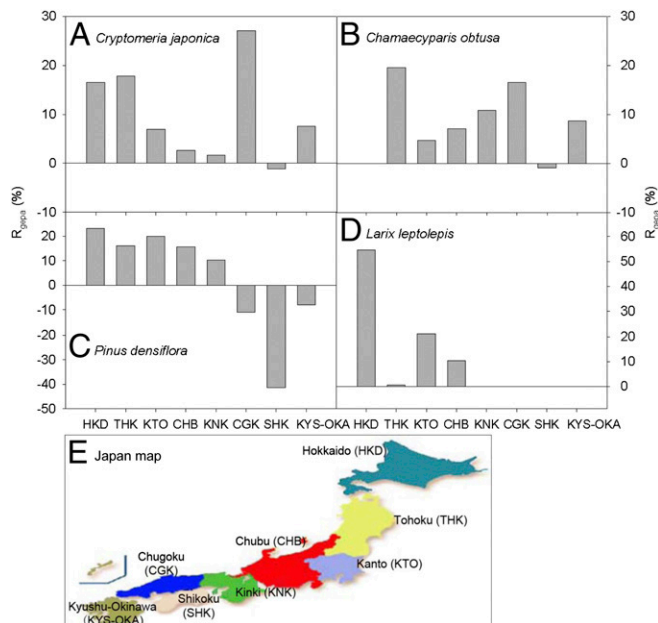 A Cryptomeria japonica
B Chamaecyparis obtusa
30
20
10
0
-10
30
20
10
0
-10
R gepa (%)
R gepa (%)
20
10
0
-10
-20
-30
-40
-50
C Pinus densiflora
D Larix leptolepis
60
50
40
30
20
10
0
HKD THK KTO CHB KNK CGK SHK KYS-OKA HKD THK KTO CHB KNK CGK SHK KYS-OKA
E Japan map
Hokkaido (HKD)
Tohoku (THK)
Chubu (CHB)
Kanto (KTO)
Chugoku
(CGK)
Kinki (KNK)
Shikoku
(SHK)
Kyushu-Okinawa
(KYS-OKA)